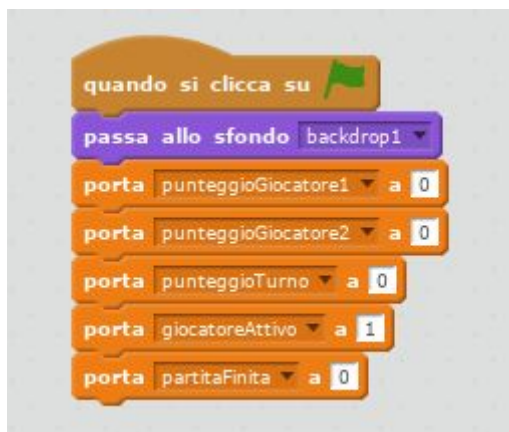 quando si clicca su
passa allo sfondo backdrop1
porta punteggioGiocatore1 a 0
porta punteggioGiocatore2 a 0
porta punteggioTurno a 0
porta giocatoreAttivo a 1
porta partitaFinita a 0